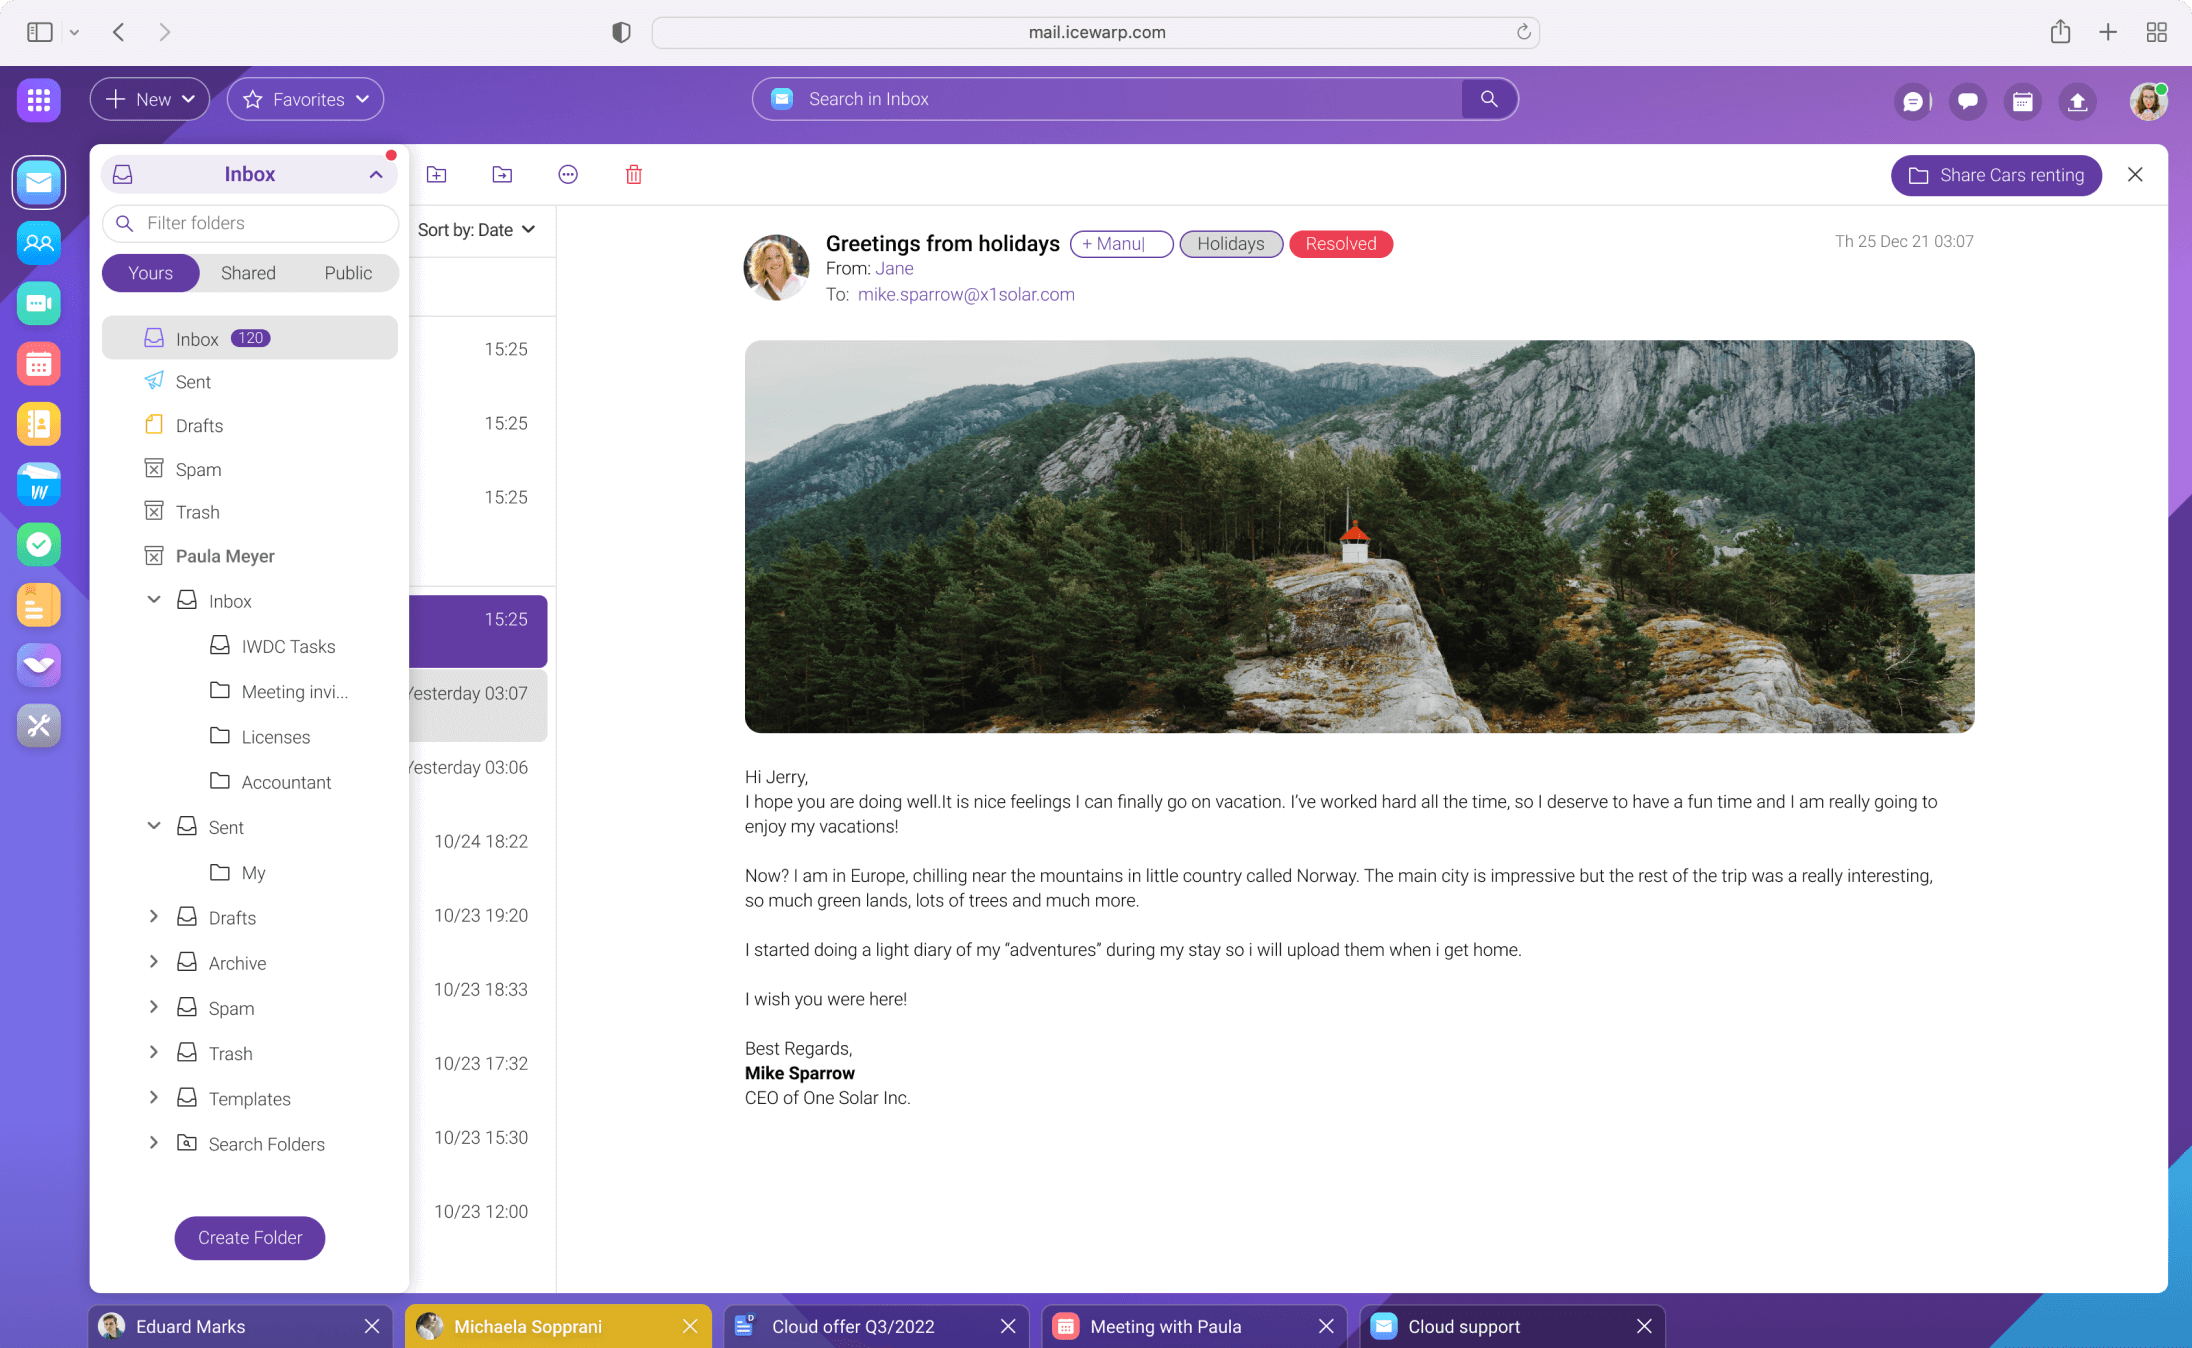 mail.icewarp.com
New
Favorites
Search in Inbox
Inbox
Share Cars renting
Filter folders
Yours Shared Public
Inbox 120
Sent
Drafts
Spam
Trash
Paula Meyer
Inbox
IWDC Tasks
Meeting invi...
Licenses
Accountant
Sent
My
Drafts
Archive
Spam
Trash
Templates
Search Folders
Create Folder
Sort by: Date
15:25
15:25
15:25
15:25
Yesterday 03:07
Yesterday 03:06
10/24 18:22
10/23 19:20
10/23 18:33
10/23 17:32
10/23 15:30
10/23 12:00
Greetings from holidays + Manu| Holidays Resolved
Th 25 Dec 21 03:07
From: Jane
To: mike.sparrow@x1solar.com
Hi Jerry,
I hope you are doing well.It is nice feelings I can finally go on vacation. I’ve worked hard all the time, so I deserve to have a fun time and I am really going to
enjoy my vacations!
Now? I am in Europe, chilling near the mountains in little country called Norway. The main city is impressive but the rest of the trip was a really interesting,
so much green lands, lots of trees and much more.
I started doing a light diary of my “adventures” during my stay so i will upload them when i get home.
I wish you were here!
Best Regards,
Mike Sparrow
CEO of One Solar Inc.
Eduard Marks
Michaela Sopprani
D
Cloud offer Q3/2022
Meeting with Paula
Cloud support
W